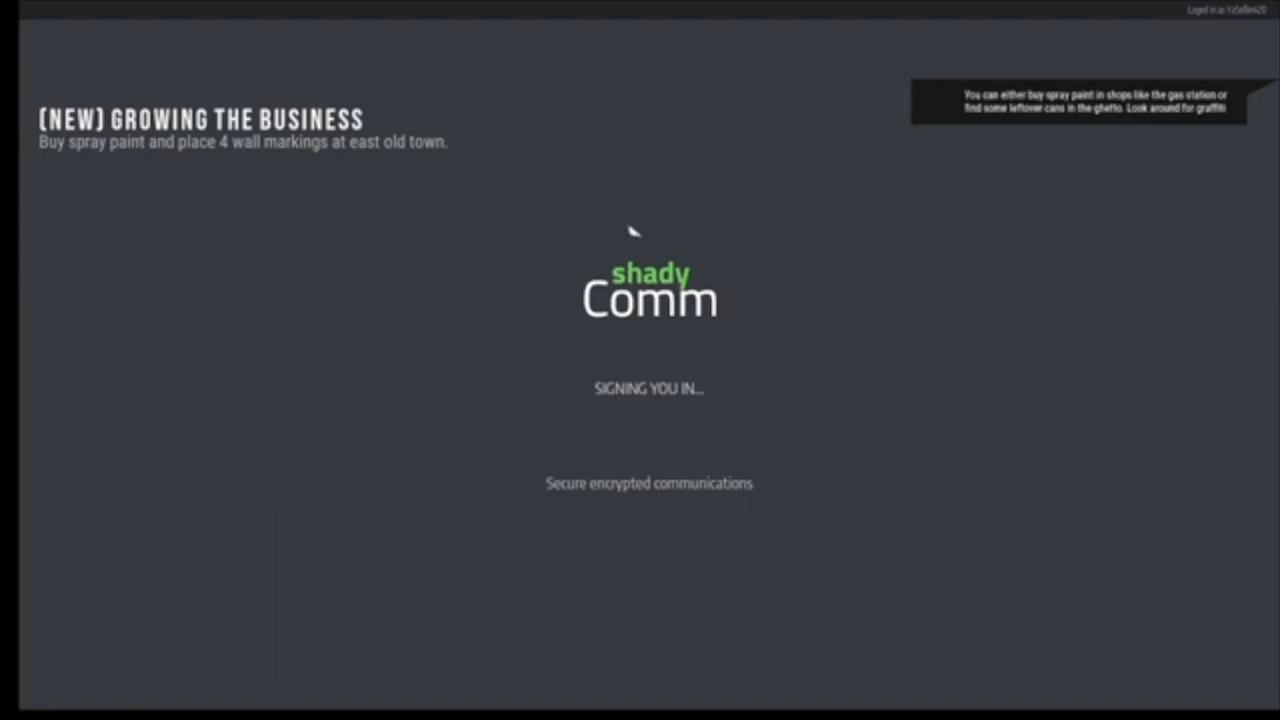 (NEW) GROWING THE BUSINESS
Buy spray paint and place 4 wall markings at east old town.
You can either buy spray paint in shops like the gas station or
find some leftover cans in the ghetto. Look around for graffiti
shady
Comm
SIGNING YOU IN...
Secure encrypted communications